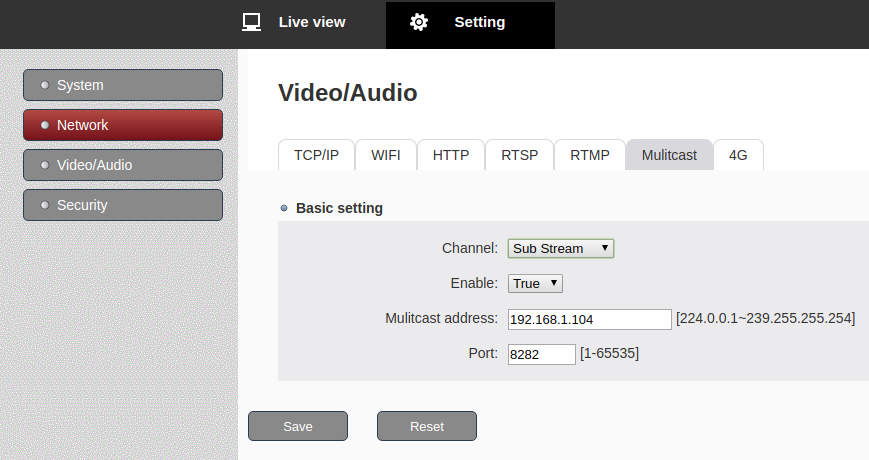 Live view Setting
System
Network
Video/Audio
Security
Video/Audio
TCP/IP WIFI HTTP RTSP RTMP Mulitcast 4G
Basic setting
Channel: Sub Stream
Enable: True
Mulitcast address: 192.168.1.104 [224.0.0.1~239.255.255.254]
Port: 8282 [1-65535]
Save Reset